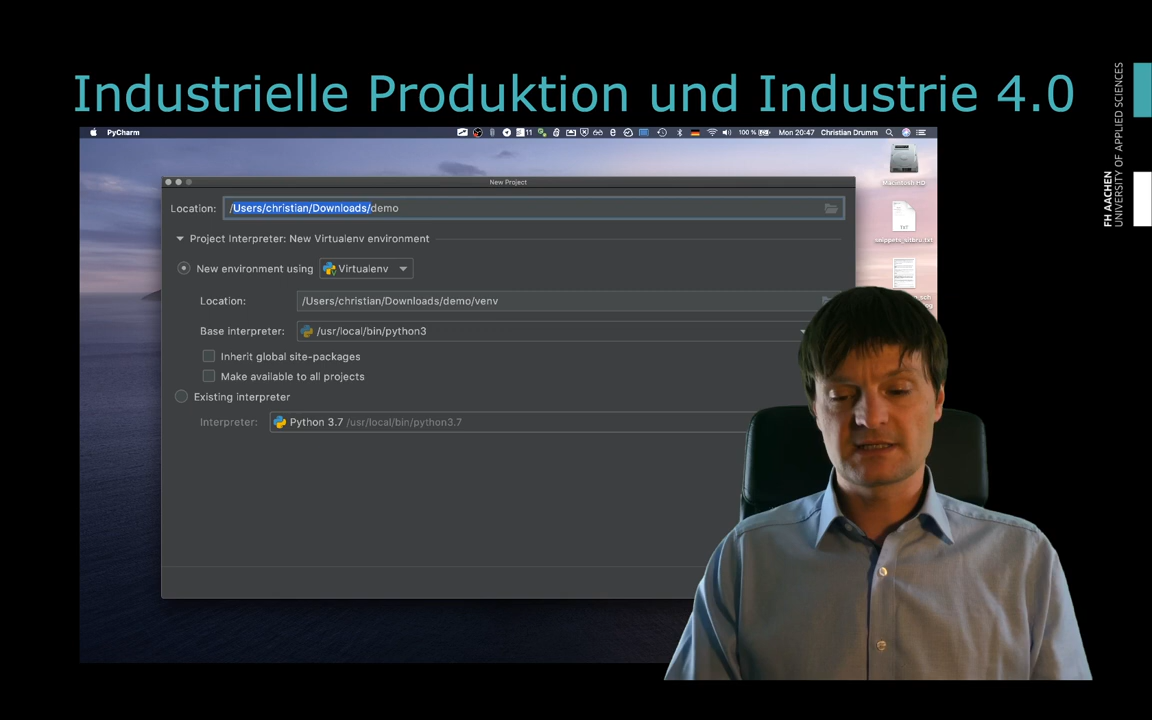 Industrielle Produktion und Industrie 4.0
FH AACHEN
UNIVERSITY OF APPLIED SCIENCES
PyCharm
11
100 %
Mon 20:47
Christian Drumm
Macintosh HD
TXT
New Project
Location: /Users/christian/Downloads/demo
Project Interpreter: New Virtualenv environment
New environment using Virtualenv
Location: /Users/christian/Downloads/demo/venv
Base interpreter: /usr/local/bin/python3
Inherit global site-packages
Make available to all projects
Existing interpreter
Interpreter: Python 3.7 /usr/local/bin/python3.7